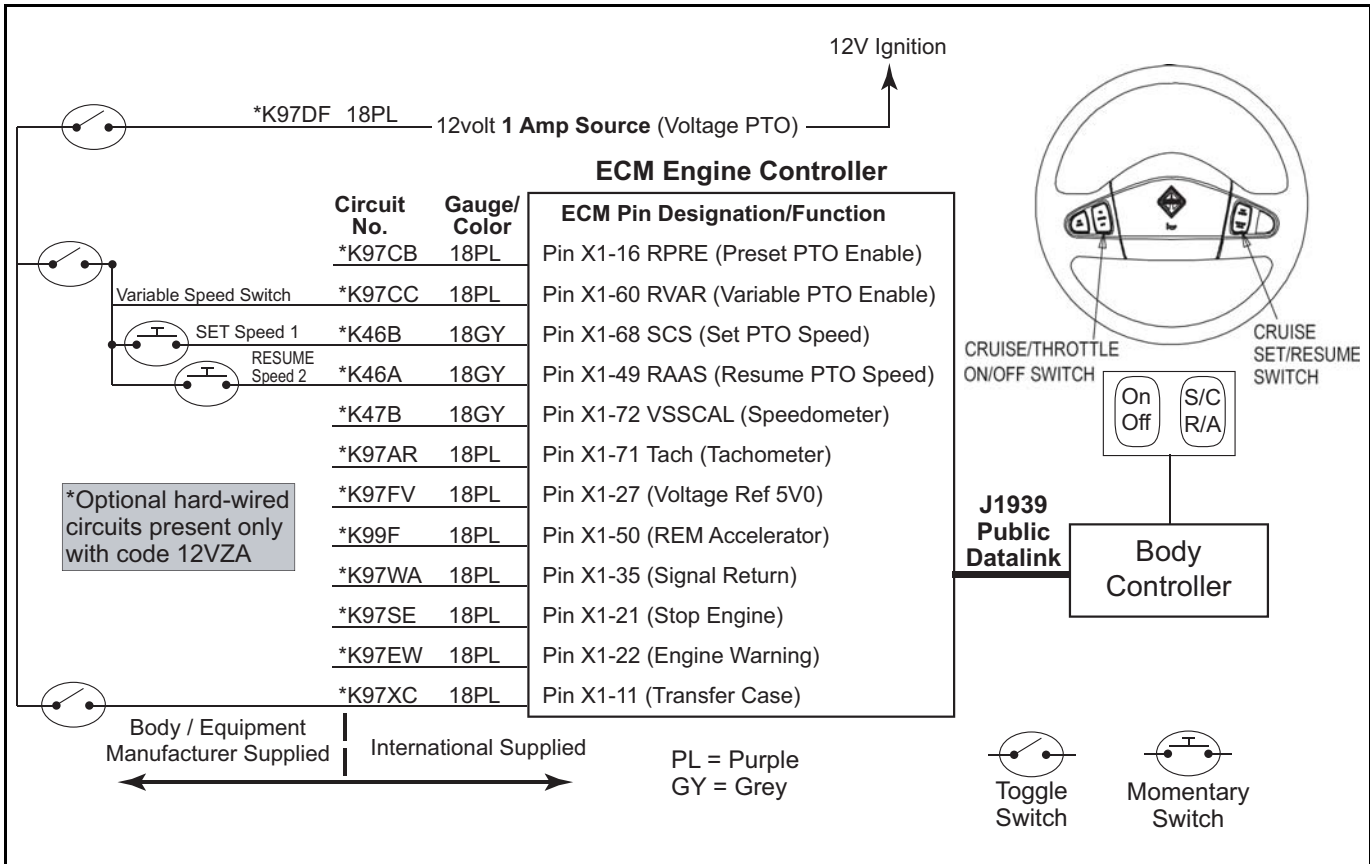 12V Ignition
*K97DF 18PL 12volt 1 Amp Source (Voltage PTO)
ECM Engine Controller
Circuit No. Gauge/ Color ECM Pin Designation/Function
*K97CB 18PL Pin X1-16 RPRE (Preset PTO Enable)
Variable Speed Switch *K97CC 18PL Pin X1-60 RVAR (Variable PTO Enable)
SET Speed 1 *K46B 18GY Pin X1-68 SCS (Set PTO Speed)
RESUME
Speed 2 *K46A 18GY Pin X1-49 RAAS (Resume PTO Speed)
*K47B 18GY Pin X1-72 VSSCAL (Speedometer)
*K97AR 18PL Pin X1-71 Tach (Tachometer)
*K97FV 18PL Pin X1-27 (Voltage Ref 5V0)
*K99F 18PL Pin X1-50 (REM Accelerator)
*K97WA 18PL Pin X1-35 (Signal Return)
*K97SE 18PL Pin X1-21 (Stop Engine)
*K97EW 18PL Pin X1-22 (Engine Warning)
*K97XC 18PL Pin X1-11 (Transfer Case)
*Optional hard-wired
circuits present only
with code 12VZA
CRUISE/THROTTLE
ON/OFF SWITCH
CRUISE
SET/RESUME
SWITCH
On
Off
S/C
R/A
J1939
Public
Datalink
Body
Controller
Body / Equipment
Manufacturer Supplied
International Supplied
PL = Purple
GY = Grey
Toggle
Switch
Momentary
Switch